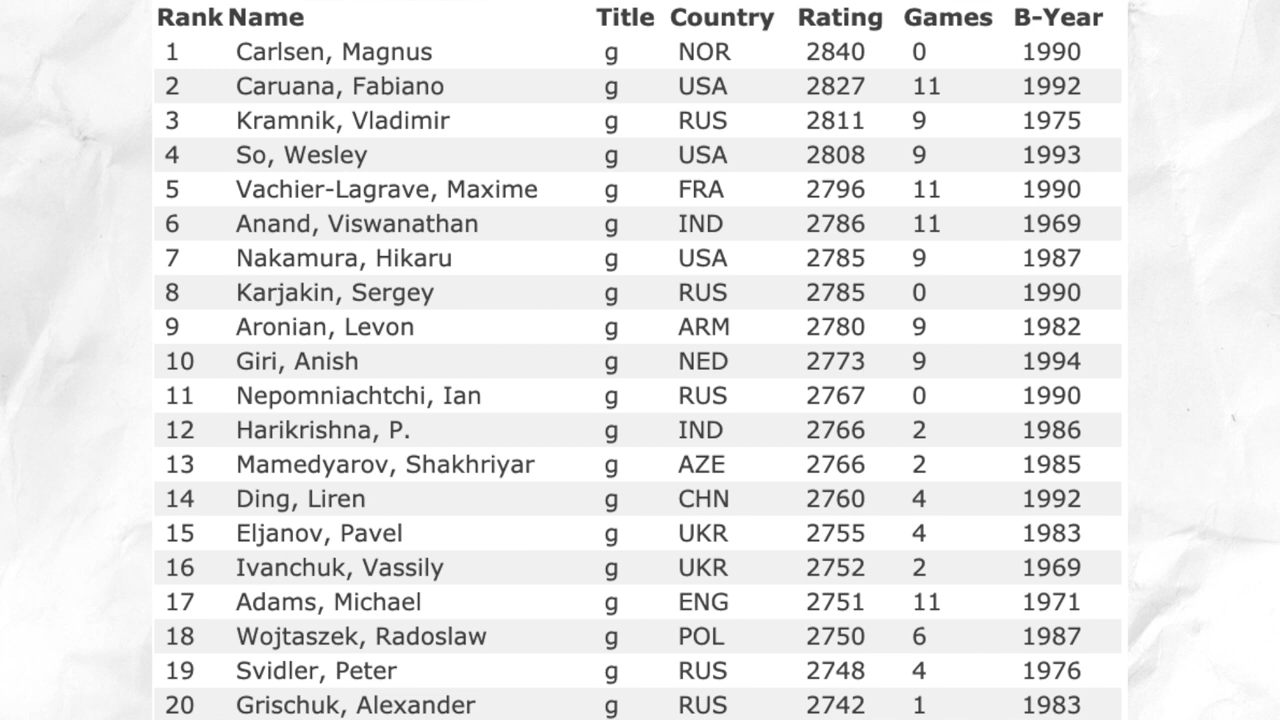 Rank Name Title Country Rating Games B-Year
1 Carlsen, Magnus g NOR 2840 0 1990
2 Caruana, Fabiano g USA 2827 11 1992
3 Kramnik, Vladimir g RUS 2811 9 1975
4 So, Wesley g USA 2808 9 1993
5 Vachier-Lagrave, Maxime g FRA 2796 11 1990
6 Anand, Viswanathan g IND 2786 11 1969
7 Nakamura, Hikaru g USA 2785 9 1987
8 Karjakin, Sergey g RUS 2785 0 1990
9 Aronian, Levon g ARM 2780 9 1982
10 Giri, Anish g NED 2773 9 1994
11 Nepomniachtchi, Ian g RUS 2767 0 1990
12 Harikrishna, P. g IND 2766 2 1986
13 Mamedyarov, Shakhriyar g AZE 2766 2 1985
14 Ding, Liren g CHN 2760 4 1992
15 Eljanov, Pavel g UKR 2755 4 1983
16 Ivanchuk, Vassily g UKR 2752 2 1969
17 Adams, Michael g ENG 2751 11 1971
18 Wojtaszek, Radoslaw g POL 2750 6 1987
19 Svidler, Peter g RUS 2748 4 1976
20 Grischuk, Alexander g RUS 2742 1 1983